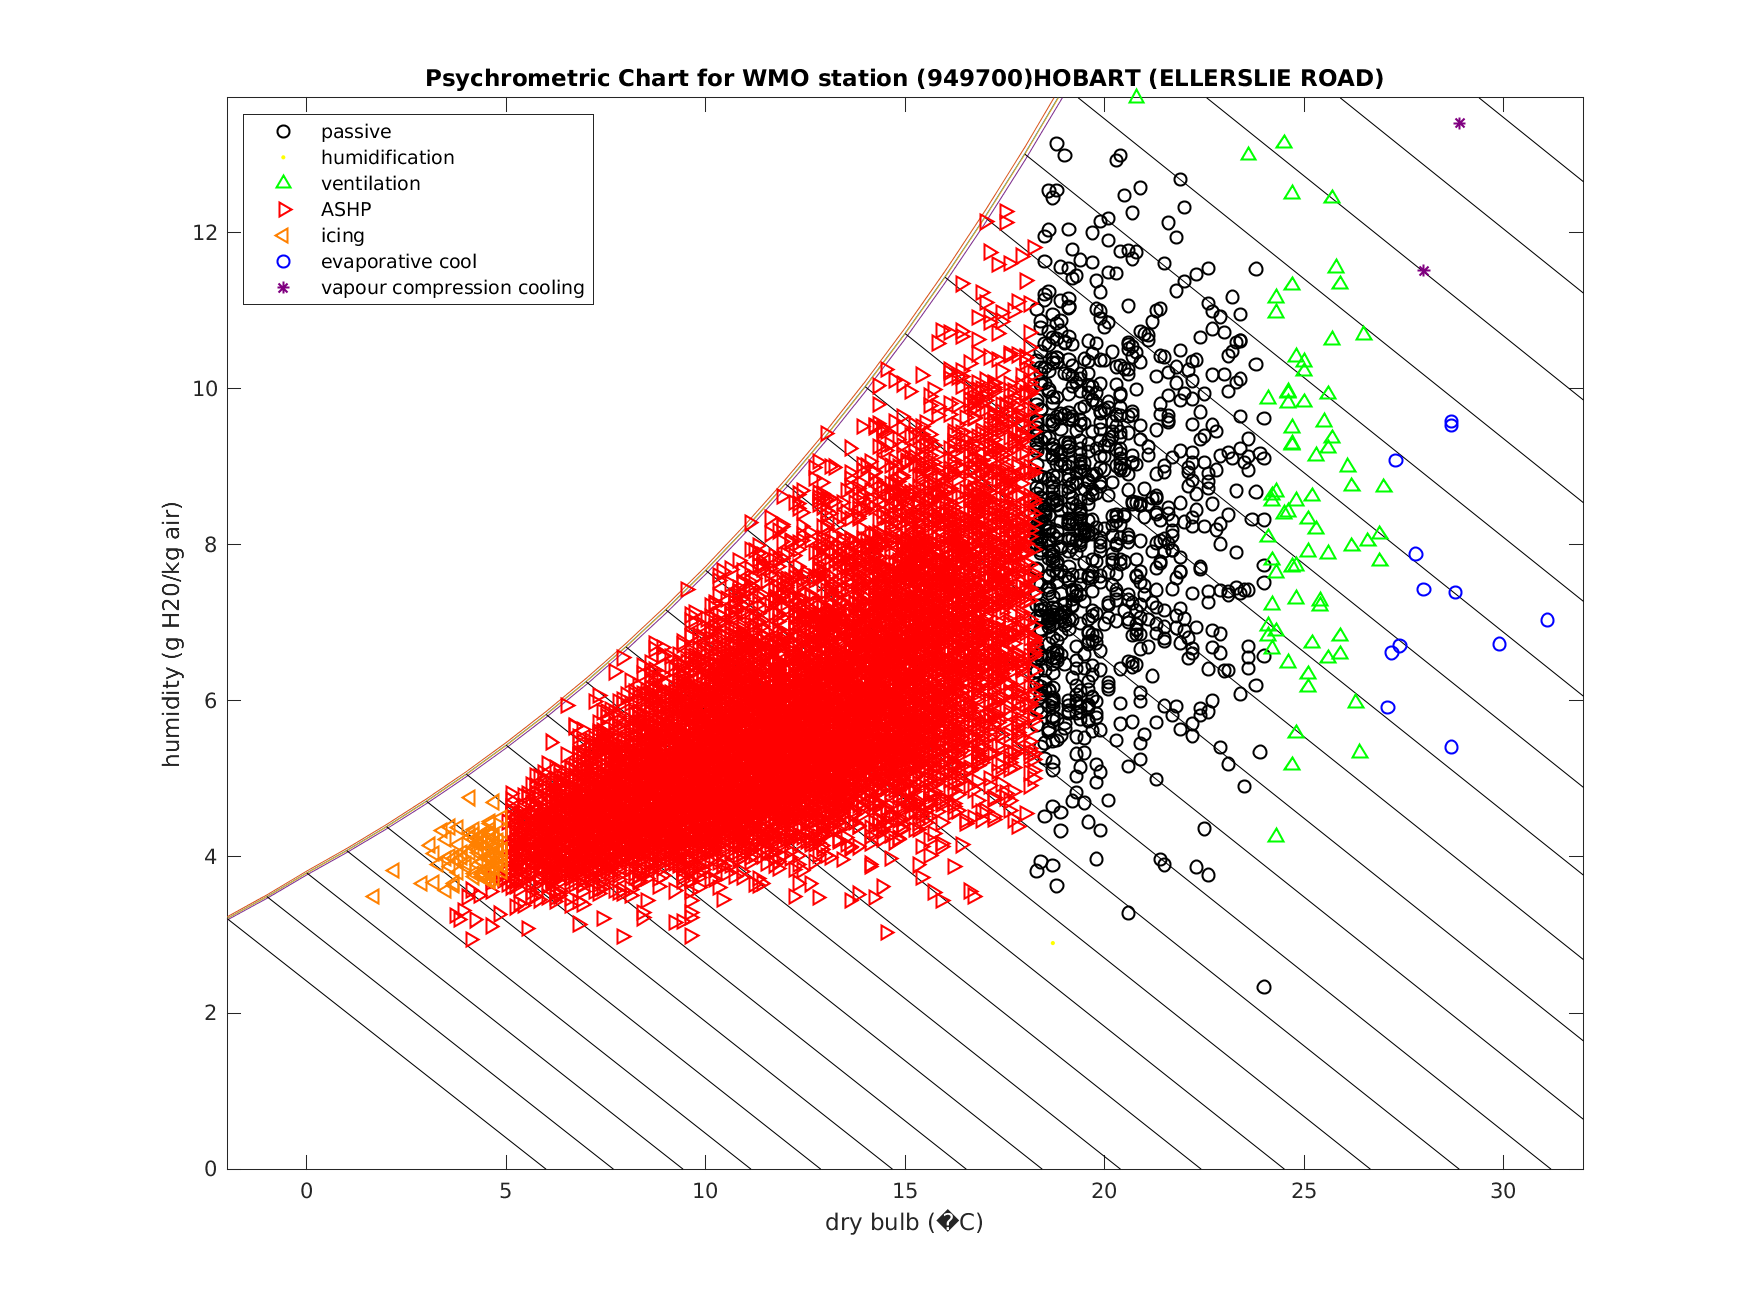 Psychrometric Chart for WMO station (949700)HOBART (ELLERSLIE ROAD)
passive
humidification
ventilation
ASHP
icing
evaporative cool
vapour compression cooling
humidity (g H20/kg air)
12
10
8
6
4
2
0
0 5 10 15 20 25 30
dry bulb (�C)